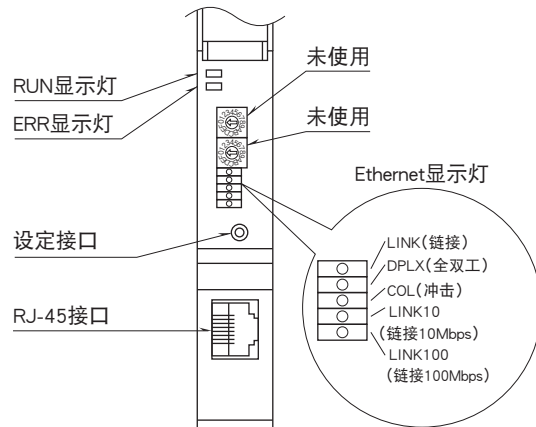 未使用
RUN显示灯
ERR显示灯
未使用
Ethernet显示灯
设定接口
LINK(链接)
DPLX(全双工)
COL(冲击)
LINK10
(链接10Mbps)
RJ-45接口
LINK100
(链接100Mbps)